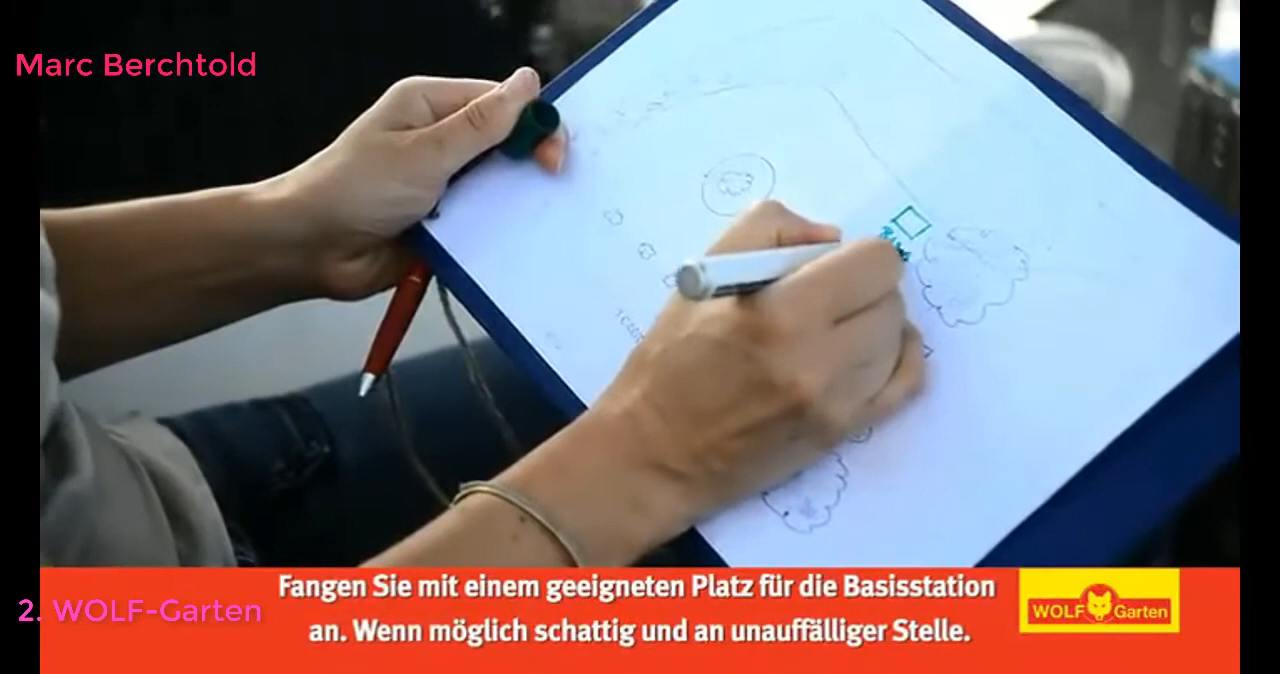 Marc Berchtold
Fangen Sie mit einem geeigneten Platz für die Basisstation
an. Wenn möglich schattig und an unauffälliger Stelle.
2. WOLF-Garten
WOLF Garten